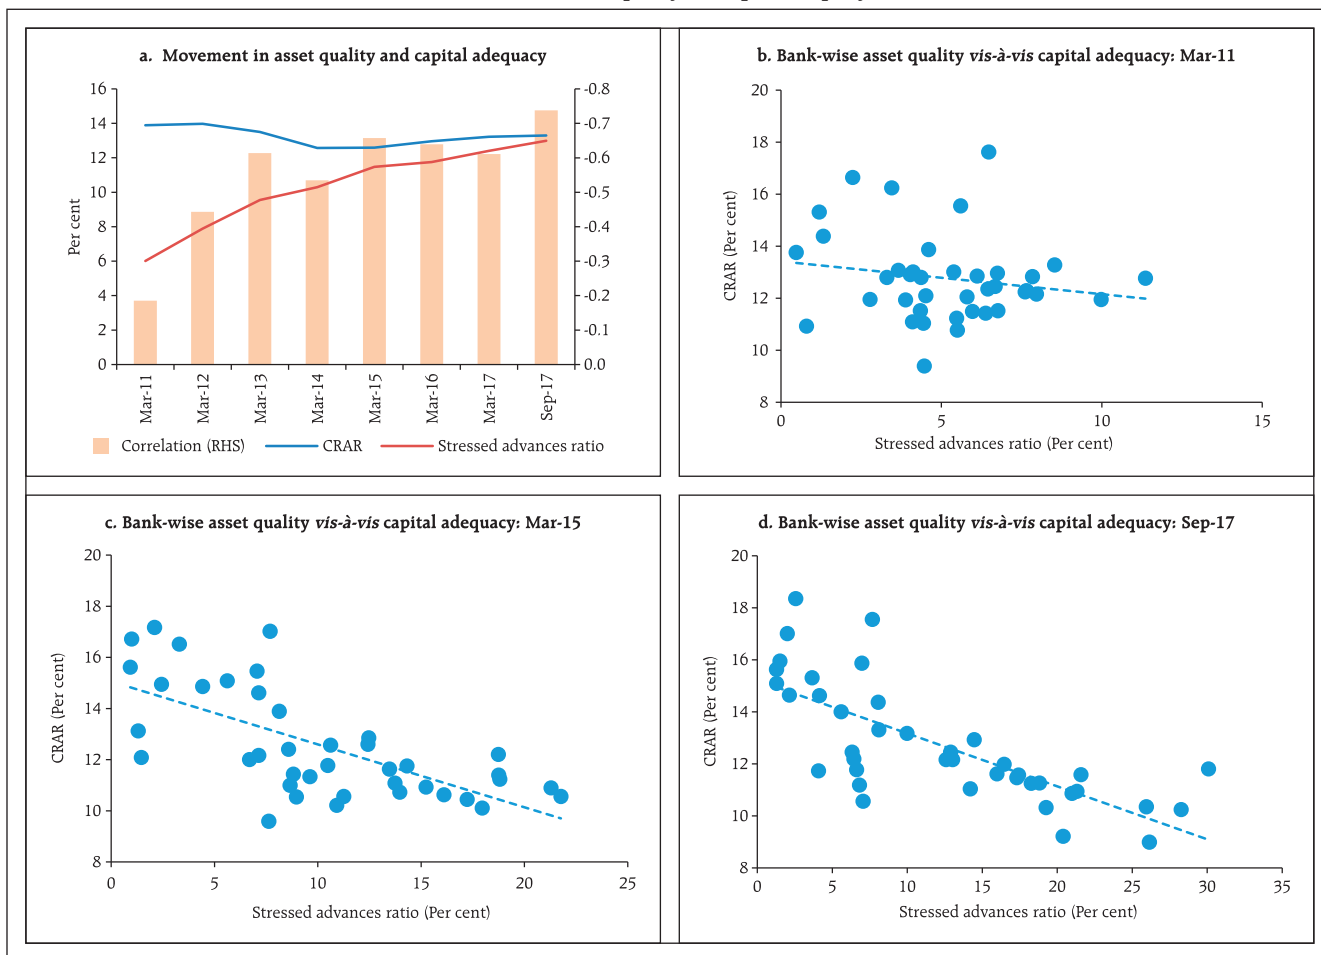 a. Movement in asset quality and capital adequacy
16
14
12
10
8
6
4
2
0
Per cent
-0.8
-0.7
-0.6
-0.5
-0.4
-0.3
-0.2
-0.1
0.0
Mar-11
Mar-12
Mar-13
Mar-14
Mar-15
Mar-16
Mar-17
Sep-17
Correlation (RHS) CRAR Stressed advances ratio
b. Bank-wise asset quality vis-à-vis capital adequacy: Mar-11
20
18
16
14
12
10
8
CRAR (Per cent)
0 5 10 15
Stressed advances ratio (Per cent)
c. Bank-wise asset quality vis-à-vis capital adequacy: Mar-15
20
18
16
14
12
10
8
CRAR (Per cent)
0 5 10 15 20 25
Stressed advances ratio (Per cent)
d. Bank-wise asset quality vis-à-vis capital adequacy: Sep-17
20
18
16
14
12
10
8
CRAR (Per cent)
0 5 10 15 20 25 30 35
Stressed advances ratio (Per cent)